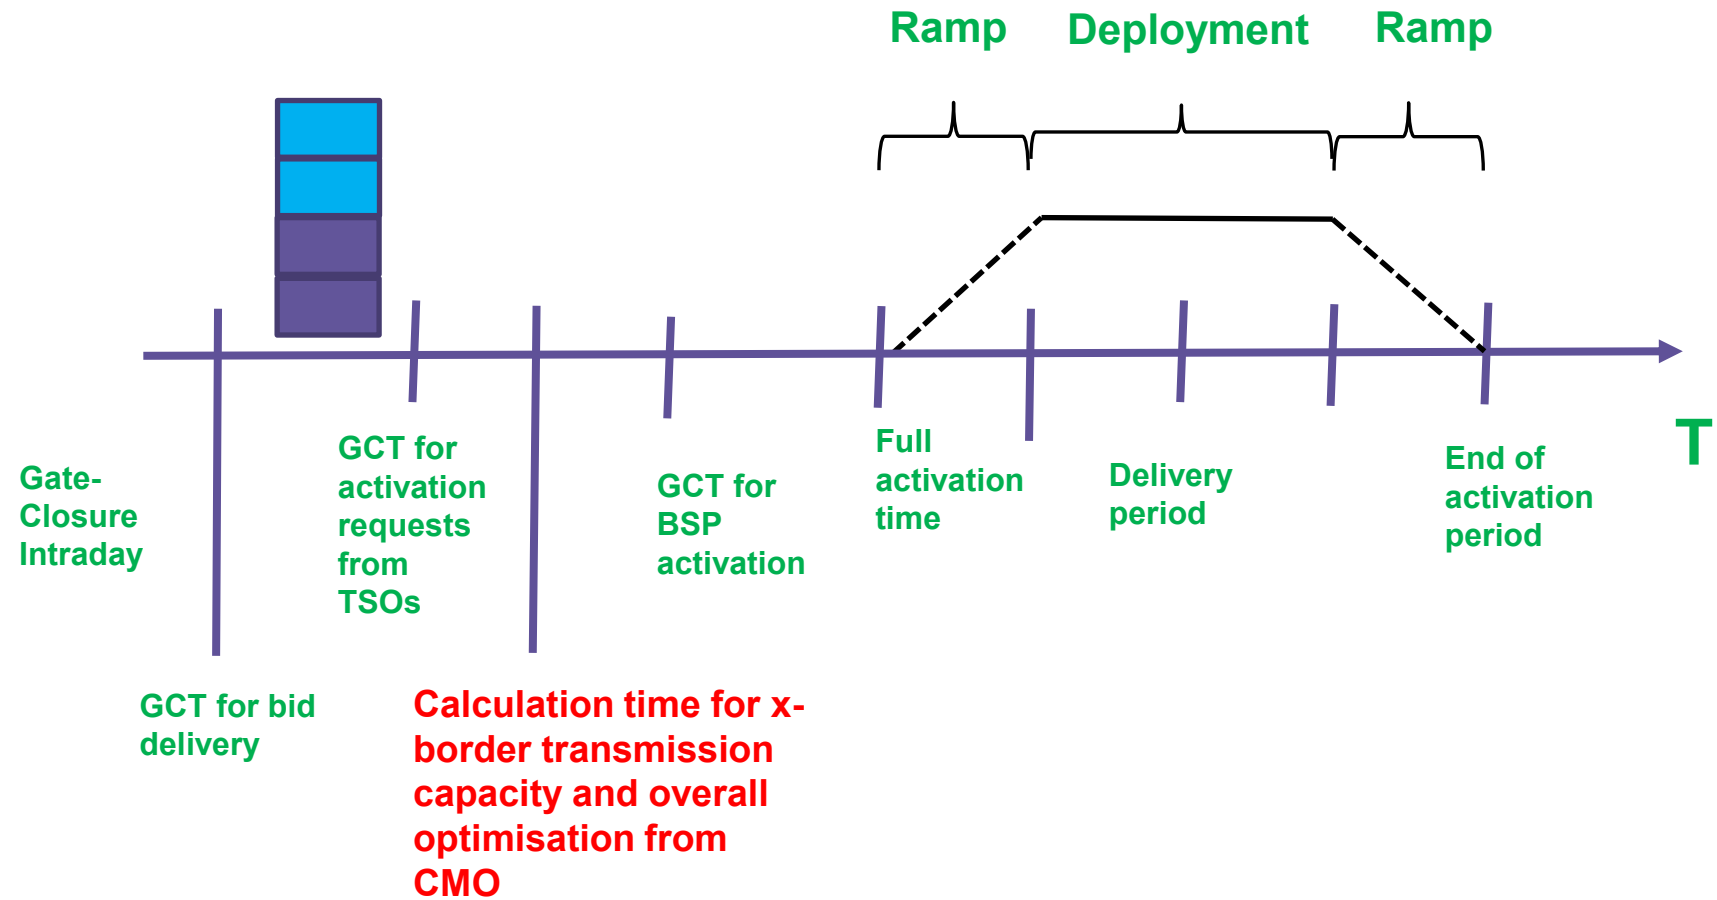 Ramp
Deployment
Ramp
T
Gate-
Closure
Intraday
GCT for bid
delivery
GCT for
activation
requests
from
TSOs
Calculation time for x-
border transmission
capacity and overall
optimisation from
CMO
GCT for
BSP
activation
Full
activation
time
Delivery
period
End of
activation
period